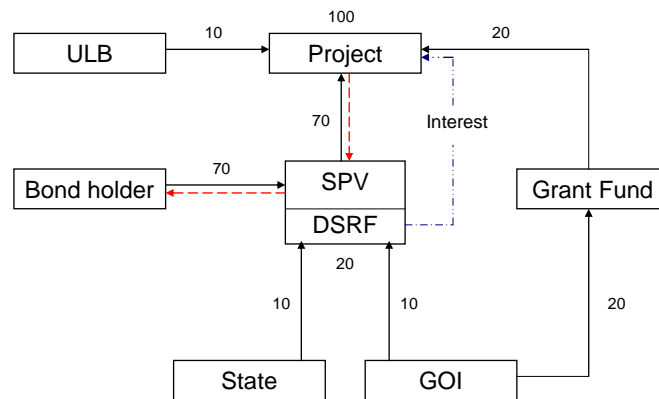 100
10
20
ULB
Project
70
Interest
70
Bond holder
SPV
Grant Fund
DSRF
20
10
10
20
State
GOI